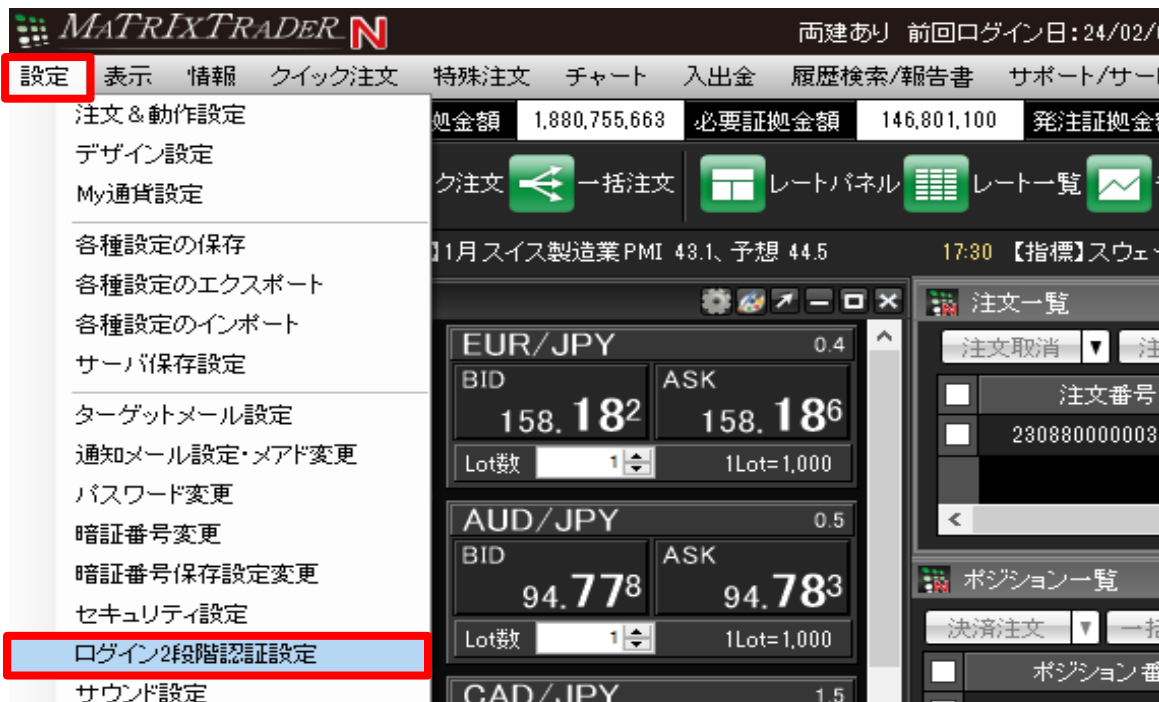 MATRIXTRADER N
両建あり 前回ログイン日:24/02/
設定 表示 情報 クイック注文 特殊注文 チャート 入出金 履歴検索/報告書 サポート/サー
注文&動作設定
デザイン設定
My通貨設定
各種設定の保存
各種設定のエクスポート
各種設定のインポート
サーバ保存設定
ターゲットメール設定
通知メール設定・メアド変更
パスワード変更
暗証番号変更
暗証番号保存設定変更
セキュリティ設定
ログイン2段階認証設定
サウンド設定
拠金額 1,880,755,663 必要証拠金額 146,801,100 発注証拠金
ク注文 一括注文 レートパネル レート一覧
1月スイス製造業PMI 43.1、予想 44.5 17:30 【指標】スウェー
EUR/JPY 0.4
BID ASK
158.182 158.186
Lot数 1 1Lot=1,000
AUD/JPY 0.5
BID ASK
94.778 94.783
Lot数 1 1Lot=1,000
CAD/JPY 1.5
注文一覧
注文取消 注
注文番号
230880000003
ポジション一覧
決済注文 一括
ポジション番